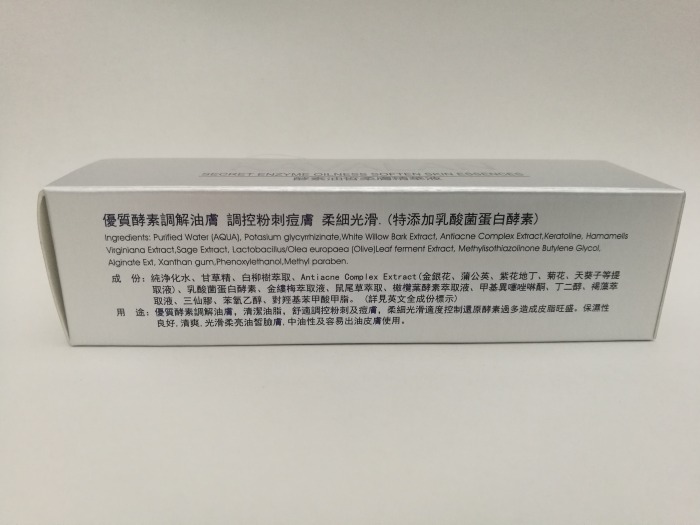 SECRET ENZYME OILNESS SOFTEN SKIN ESSENCES
優質酵素調解油膚 調控粉刺痘膚 柔細光滑.(特添加乳酸菌蛋白酵素)
Ingredients: Purified Water (AQUA), Potasium glycyrrhizinate,White Willow Bark Extract, Antiacne Complex Extract,Keratoline, Hamamelis
Virginiana Extract,Sage Extract, Lactobacillus/Olea europaea (Olive)Leaf ferment Extract, Methylisothiazolinone Butylene Glycol,
Alginate Ext, Xanthan gum,Phenoxylethanol,Methyl paraben.
成 份:純淨化水、甘草精、白柳樹萃取、Antiacne Complex Extract(金銀花、蒲公英、紫花地丁、菊花、天葵子等提
取液)、乳酸菌蛋白酵素、金縷梅萃取液、鼠尾草萃取、橄欖葉酵素萃取液、甲基異噻唑啉酮、丁二醇、褐藻萃
取液、三仙膠、苯氧乙醇、對羥基苯甲酸甲脂。(詳見英文全成份標示)
用 途:優質酵素調解油膚，清潔油脂，舒適調控粉刺及痘膚，柔細光滑適度控制還原酵素過多造成皮脂旺盛。保濕性
良好.清爽.光滑柔亮油皙臉膚.中油性及容易出油皮膚使用。